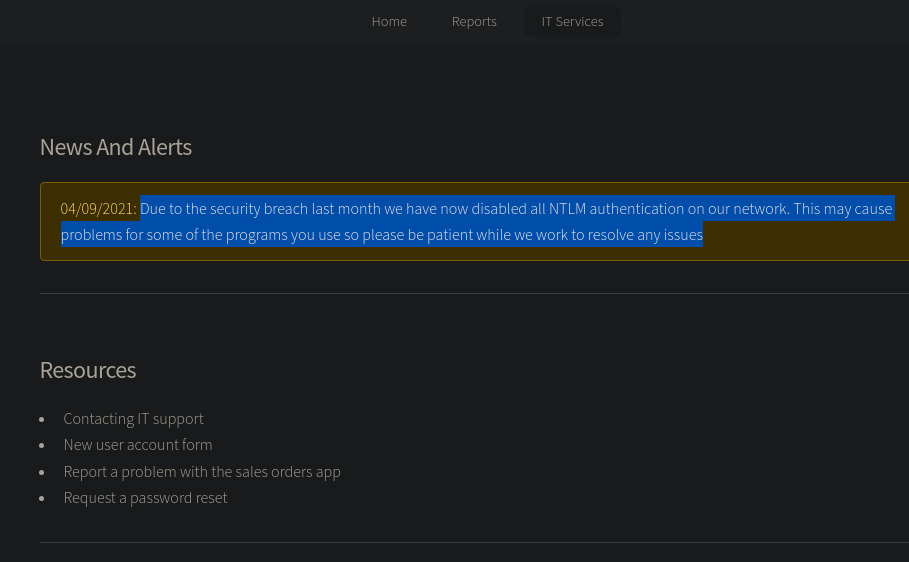 Home Reports IT Services
News And Alerts
04/09/2021: Due to the security breach last month we have now disabled all NTLM authentication on our network. This may cause
problems for some of the programs you use so please be patient while we work to resolve any issues
Resources
Contacting IT support
New user account form
Report a problem with the sales orders app
Request a password reset